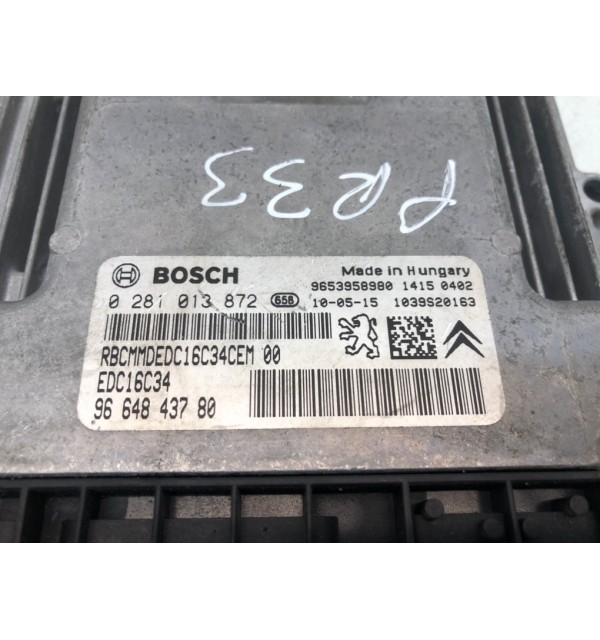 PR33
BOSCH
Made in Hungary
9653958980 1415 0402
0 281 013 872 658 10-05-15 1039S20163
RBCMMDEDC16C34CEM 00
EDC16C34
96 648 437 80